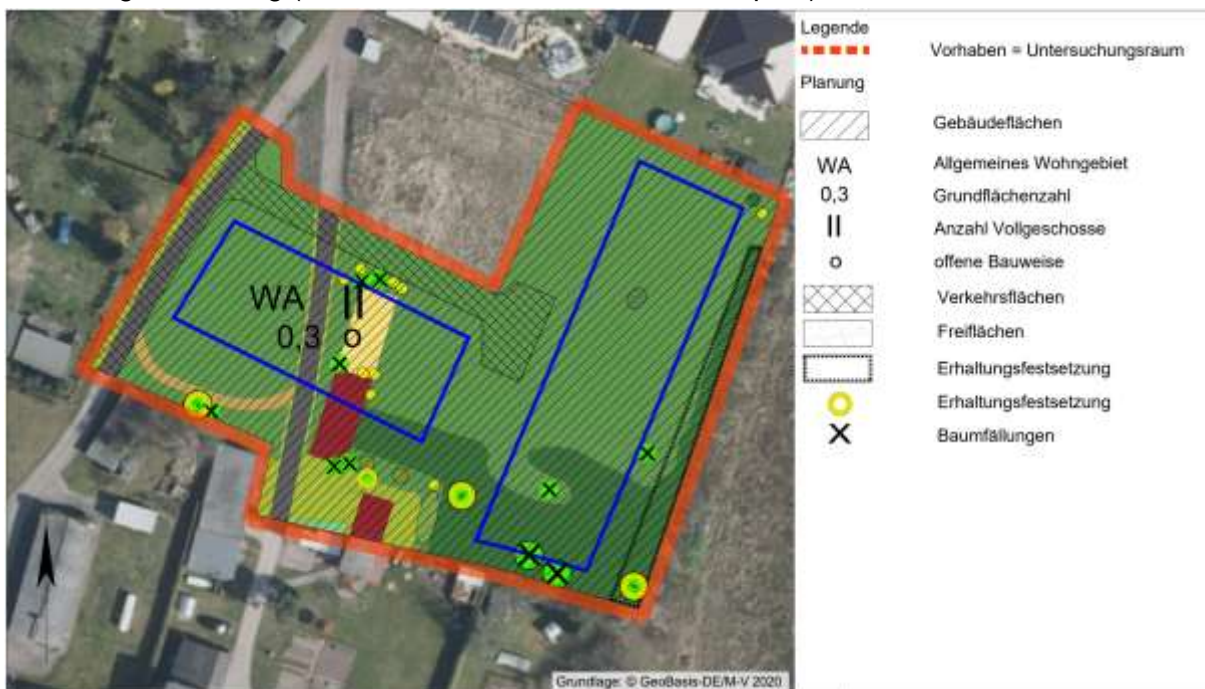 Legende
Vorhaben = Untersuchungsraum
Planung
Gebäudeflächen
WA Allgemeines Wohngebiet
0,3 Grundflächenzahl
II Anzahl Vollgeschosse
o offene Bauweise
Verkehrsflächen
Freiflächen
Erhaltungsfestsetzung
Erhaltungsfestsetzung
Baumfällungen
WA II
0,3 o
Grundlage: © GeoBasis-DE/M-V 2020